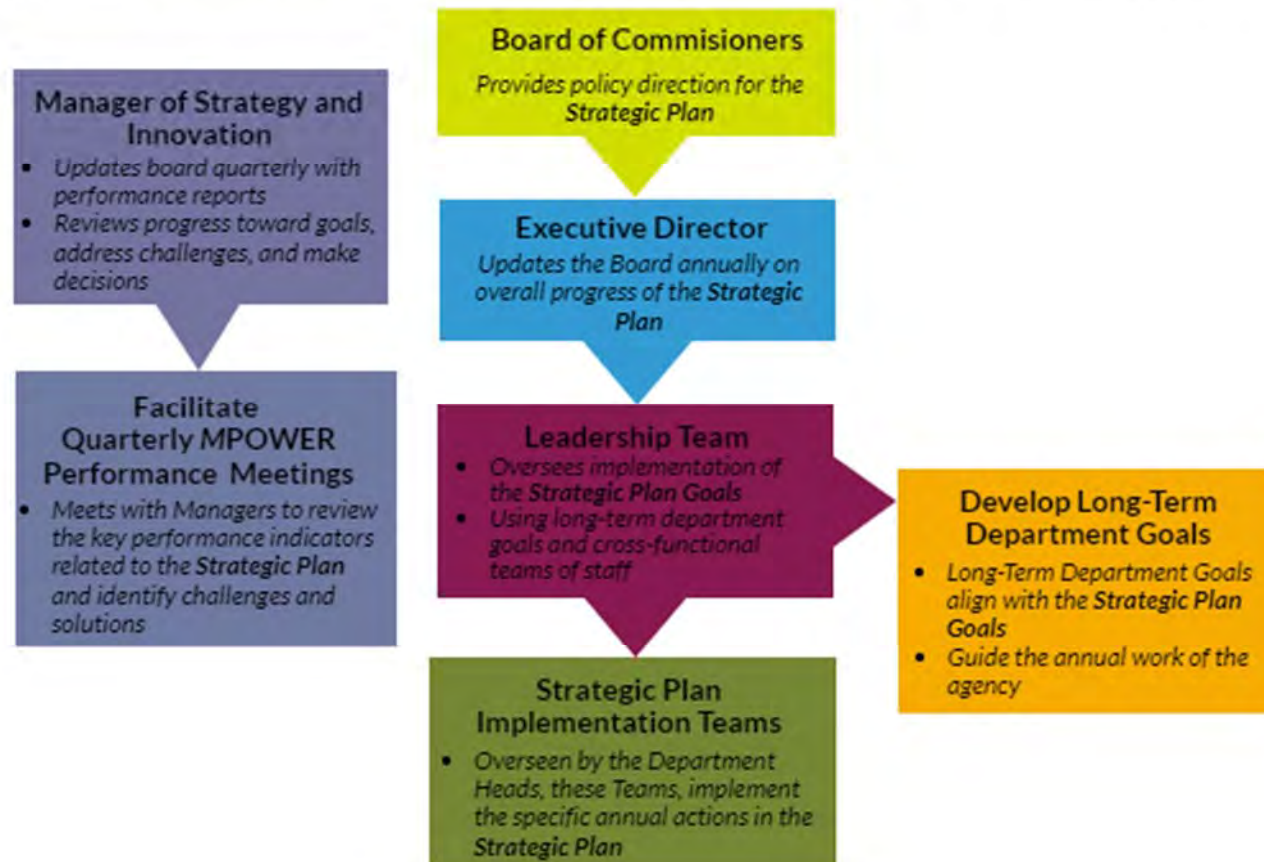 Board of Commisioners
Provides policy direction for the
Strategic Plan
Manager of Strategy and
Innovation
• Updates board quarterly with
performance reports
• Reviews progress toward goals,
address challenges, and make
decisions
Executive Director
Updates the Board annually on
overall progress of the Strategic
Plan
Facilitate
Quarterly MPOWER
Performance Meetings
• Meets with Managers to review
the key performance indicators
related to the Strategic Plan
and identify challenges and
solutions
Leadership Team
• Oversees implementation of
the Strategic Plan Goals
• Using long-term department
goals and cross-functional
teams of staff
Develop Long-Term
Department Goals
• Long-Term Department Goals
align with the Strategic Plan
Goals
• Guide the annual work of the
agency
Strategic Plan
Implementation Teams
• Overseen by the Department
Heads, these Teams, implement
the specific annual actions in the
Strategic Plan